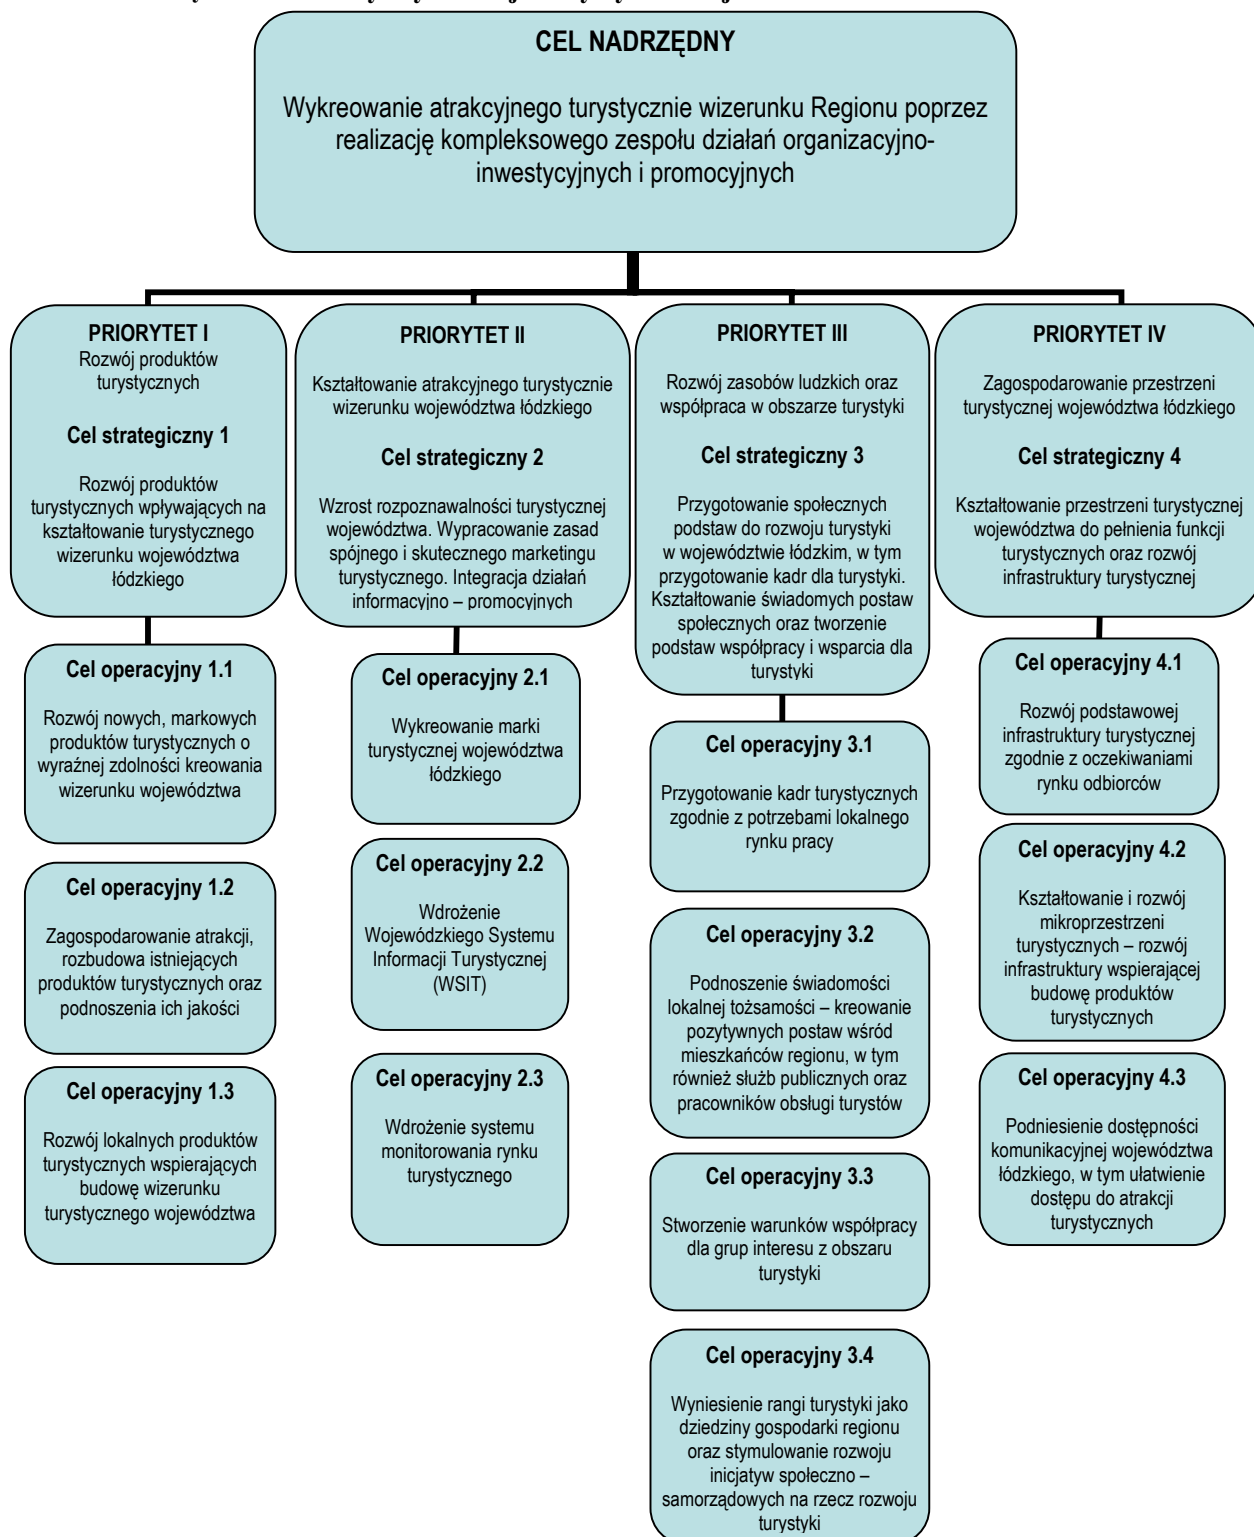 CEL NADRZĘDNY
Wykreowanie atrakcyjnego turystycznie wizerunku Regionu poprzez
realizację kompleksowego zespołu działań organizacyjno-
inwestycyjnych i promocyjnych
PRIORYTET I
Rozwój produktów
turystycznych
Cel strategiczny 1
Rozwój produktów
turystycznych wpływających na
kształtowanie turystycznego
wizerunku województwa
łódzkiego
Cel operacyjny 1.1
Rozwój nowych, markowych
produktów turystycznych o
wyraźnej zdolności kreowania
wizerunku województwa
Cel operacyjny 1.2
Zagospodarowanie atrakcji,
rozbudowa istniejących
produktów turystycznych oraz
podnoszenia ich jakości
Cel operacyjny 1.3
Rozwój lokalnych produktów
turystycznych wspierających
budowę wizerunku
turystycznego województwa
PRIORYTET II
Kształtowanie atrakcyjnego turystycznie
wizerunku województwa łódzkiego
Cel strategiczny 2
Wzrost rozpoznawalności turystycznej
województwa. Wypracowanie zasad
spójnego i skutecznego marketingu
turystycznego. Integracja działań
informacyjno – promocyjnych
Cel operacyjny 2.1
Wykreowanie marki
turystycznej województwa
łódzkiego
Cel operacyjny 2.2
Wdrożenie
Wojewódzkiego Systemu
Informacji Turystycznej
(WSIT)
Cel operacyjny 2.3
Wdrożenie systemu
monitorowania rynku
turystycznego
PRIORYTET III
Rozwój zasobów ludzkich oraz
współpraca w obszarze turystyki
Cel strategiczny 3
Przygotowanie społecznych
podstaw do rozwoju turystyki
w województwie łódzkim, w tym
przygotowanie kadr dla turystyki.
Kształtowanie świadomych postaw
społecznych oraz tworzenie
podstaw współpracy i wsparcia dla
turystyki
Cel operacyjny 3.1
Przygotowanie kadr turystycznych
zgodnie z potrzebami lokalnego
rynku pracy
Cel operacyjny 3.2
Podnoszenie świadomości
lokalnej tożsamości – kreowanie
pozytywnych postaw wśród
mieszkańców regionu, w tym
również służb publicznych oraz
pracowników obsługi turystów
Cel operacyjny 3.3
Stworzenie warunków współpracy
dla grup interesu z obszaru
turystyki
Cel operacyjny 3.4
Wyniesienie rangi turystyki jako
dziedziny gospodarki regionu
oraz stymulowanie rozwoju
inicjatyw społeczno –
samorządowych na rzecz rozwoju
turystyki
PRIORYTET IV
Zagospodarowanie przestrzeni
turystycznej województwa łódzkiego
Cel strategiczny 4
Kształtowanie przestrzeni turystycznej
województwa do pełnienia funkcji
turystycznych oraz rozwój
infrastruktury turystycznej
Cel operacyjny 4.1
Rozwój podstawowej
infrastruktury turystycznej
zgodnie z oczekiwaniami
rynku odbiorców
Cel operacyjny 4.2
Kształtowanie i rozwój
mikroprzestrzeni
turystycznych – rozwój
infrastruktury wspierającej
budowę produktów
turystycznych
Cel operacyjny 4.3
Podniesienie dostępności
komunikacyjnej województwa
łódzkiego, w tym ułatwienie
dostępu do atrakcji
turystycznych